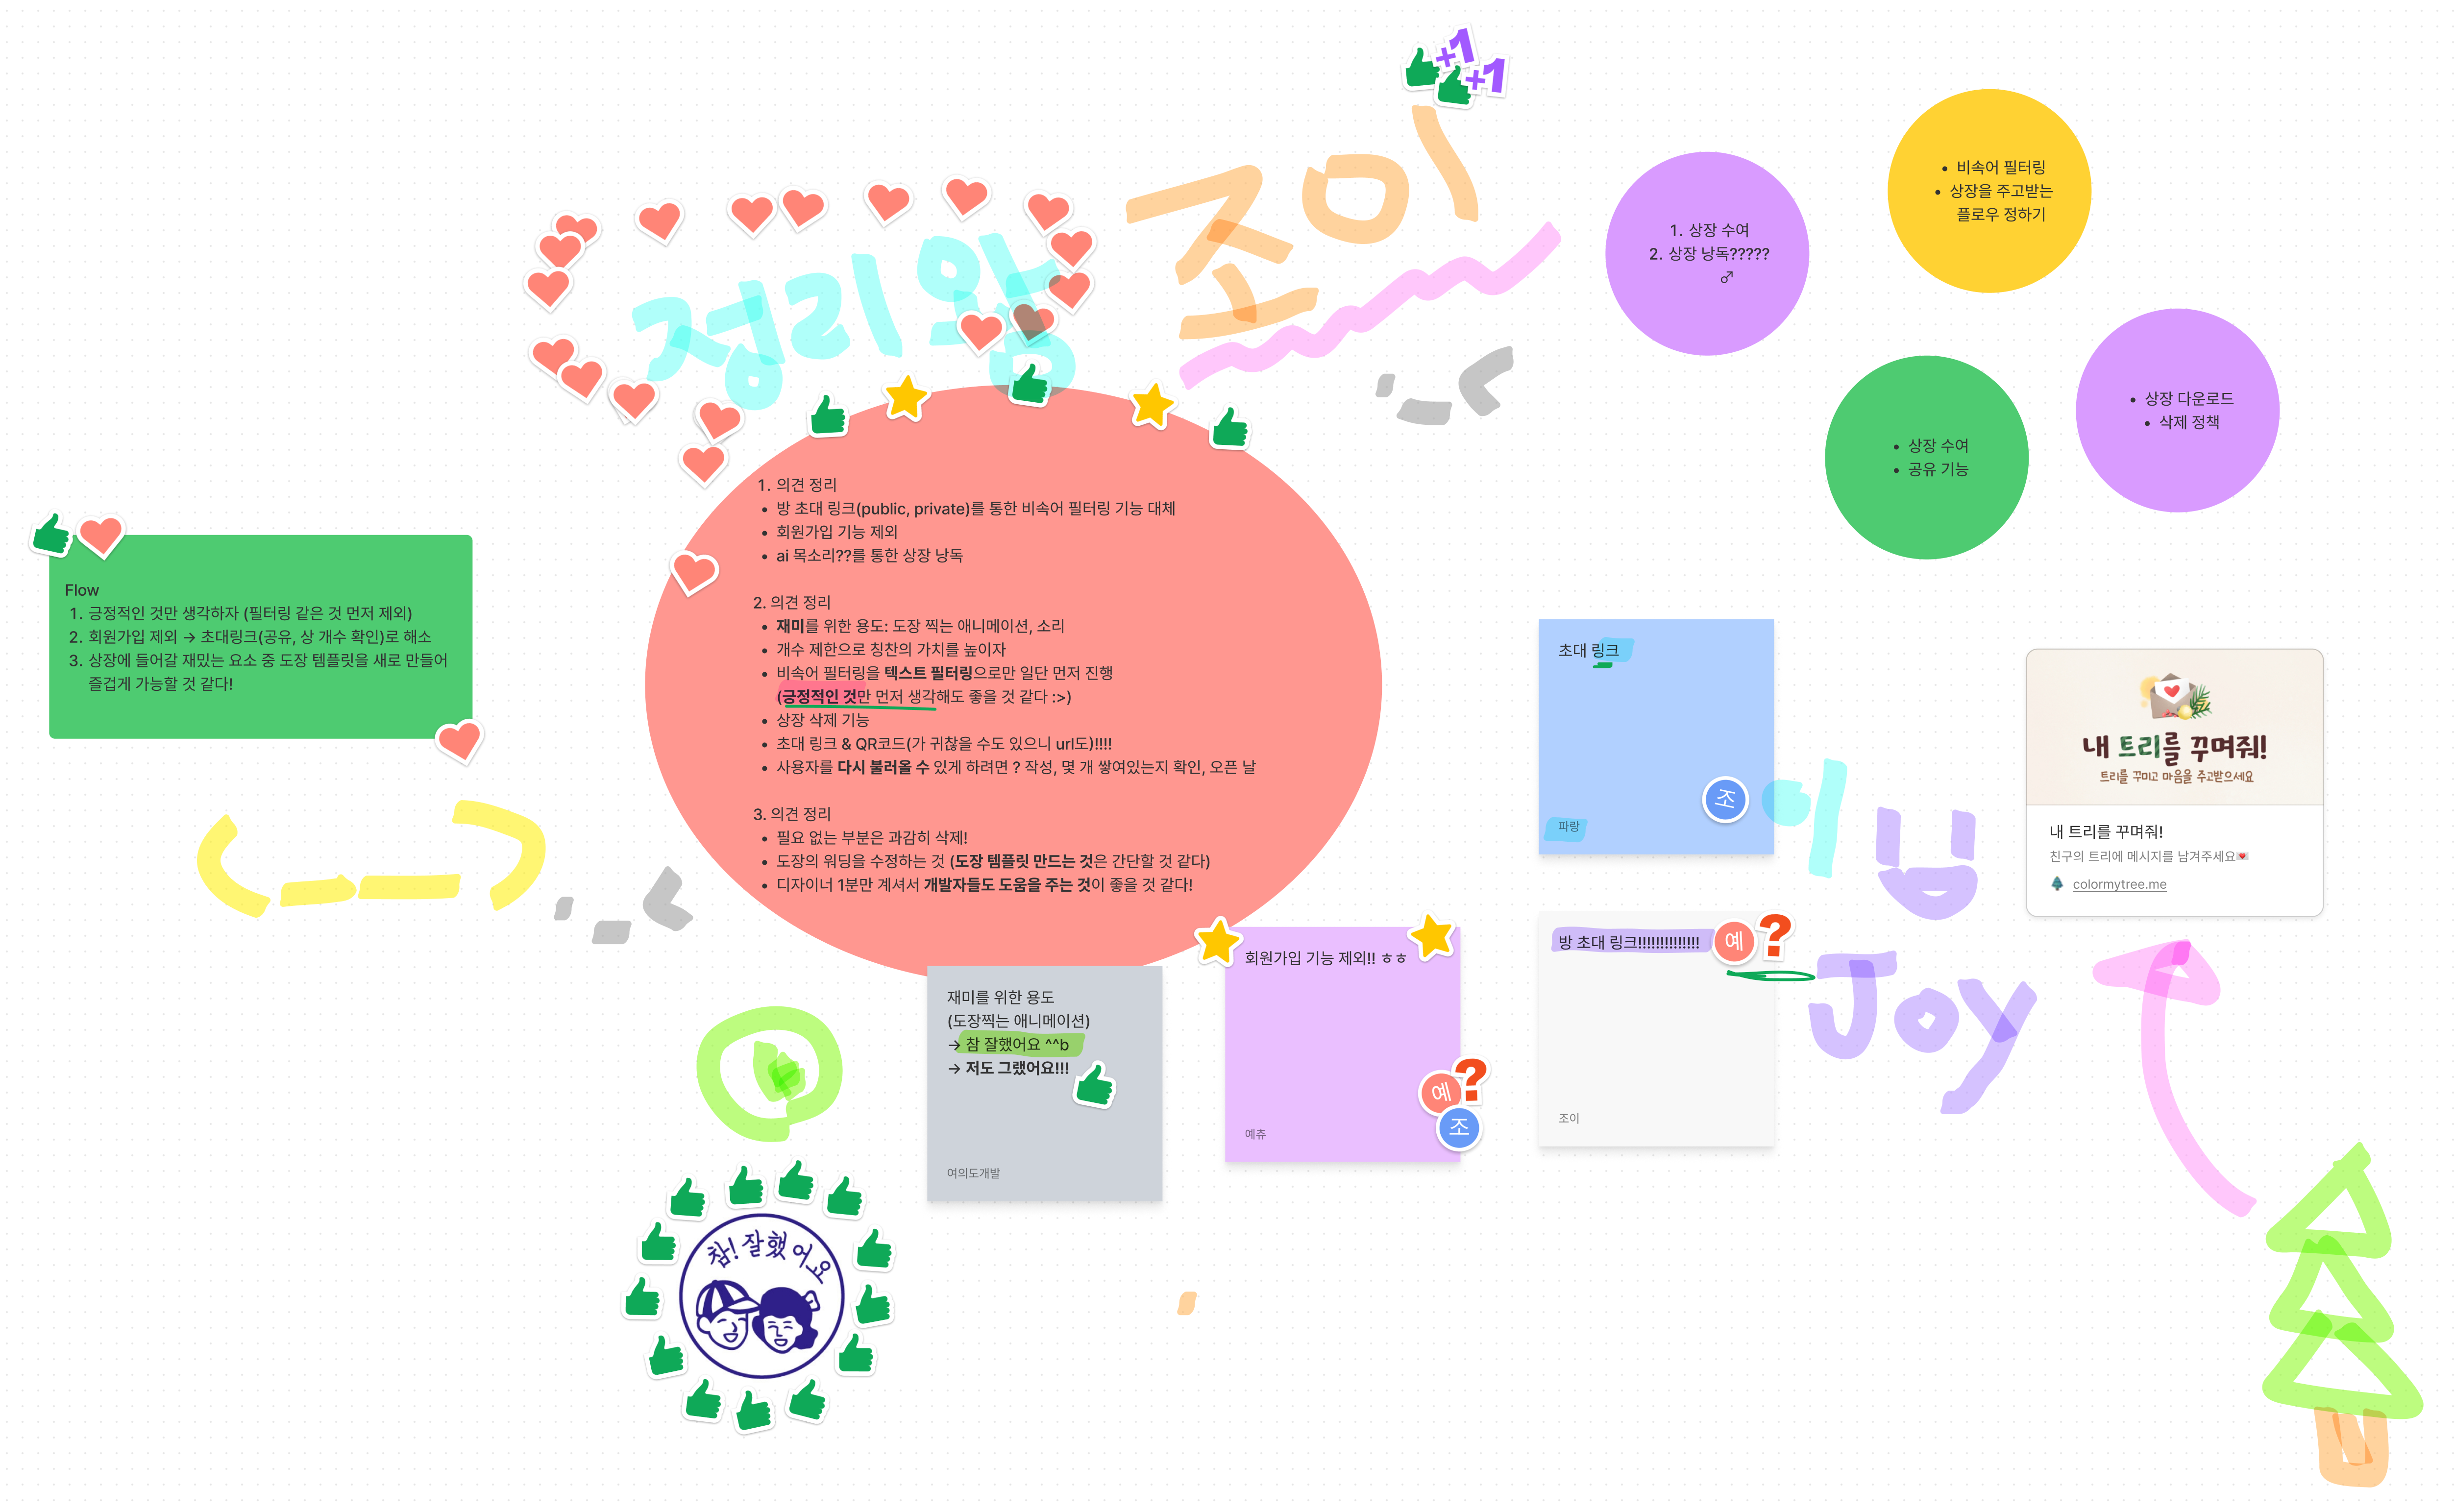 +1
+1
조이
정리왕
1. 상장 수여
2. 상장 낭독?????
♂
• 비속어 필터링
• 상장을 주고받는
플로우 정하기
• 상장 수여
• 공유 기능
• 상장 다운로드
• 삭제 정책
Flow
1. 긍정적인 것만 생각하자 (필터링 같은 것 먼저 제외)
2. 회원가입 제외 → 초대링크(공유, 상 개수 확인)로 해소
3. 상장에 들어갈 재밌는 요소 중 도장 템플릿을 새로 만들어
즐겁게 가능할 것 같다!
1. 의견 정리
• 방 초대 링크(public, private)를 통한 비속어 필터링 기능 대체
• 회원가입 기능 제외
• ai 목소리??를 통한 상장 낭독
2. 의견 정리
• 재미를 위한 용도: 도장 찍는 애니메이션, 소리
• 개수 제한으로 칭찬의 가치를 높이자
• 비속어 필터링을 텍스트 필터링으로만 일단 먼저 진행
(긍정적인 것만 먼저 생각해도 좋을 것 같다 :>)
• 상장 삭제 기능
• 초대 링크 & QR코드(가 귀찮을 수도 있으니 url도)!!!!
• 사용자를 다시 불러올 수 있게 하려면 ? 작성, 몇 개 쌓여있는지 확인, 오픈 날
3. 의견 정리
• 필요 없는 부분은 과감히 삭제!
• 도장의 워딩을 수정하는 것 (도장 템플릿 만드는 것은 간단할 것 같다)
• 디자이너 1분만 계셔서 개발자들도 도움을 주는 것이 좋을 것 같다!
초대 링크
파랑
조
내 트리를 꾸며줘!
트리를 꾸미고 마음을 주고받으세요
내 트리를 꾸며줘!
친구의 트리에 메시지를 남겨주세요💌
colormytree.me
방 초대 링크!!!!!!!!!!!!!!
예
?
조이
Joy
회원가입 기능 제외!! ㅎㅎ
예
?
조
예츄
재미를 위한 용도
(도장찍는 애니메이션)
→ 참 잘했어요 ^^b
→ 저도 그랬어요!!!
여의도개발
참! 잘했어요